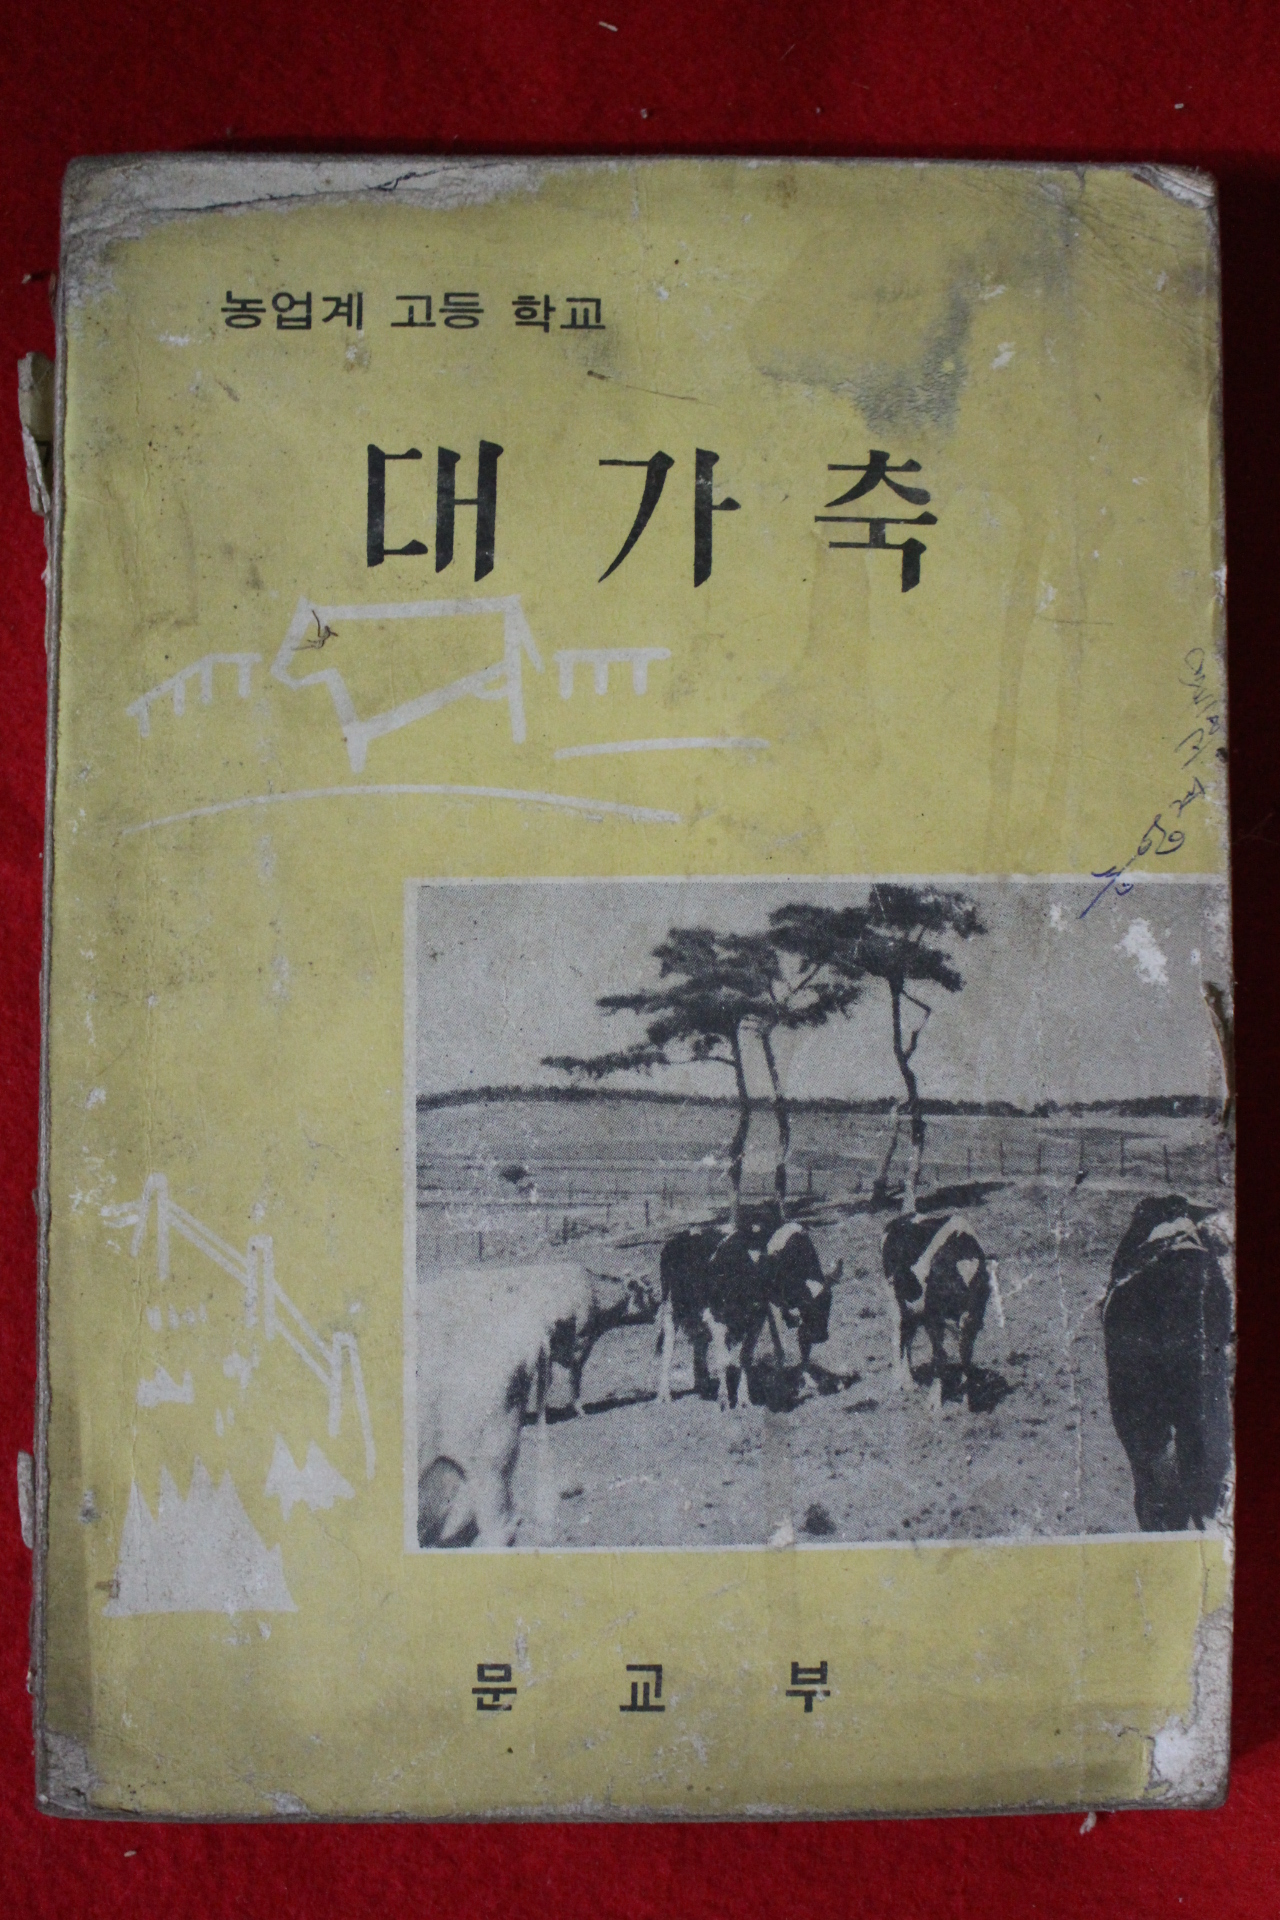 농업계 고등 학교
대가축
문교부